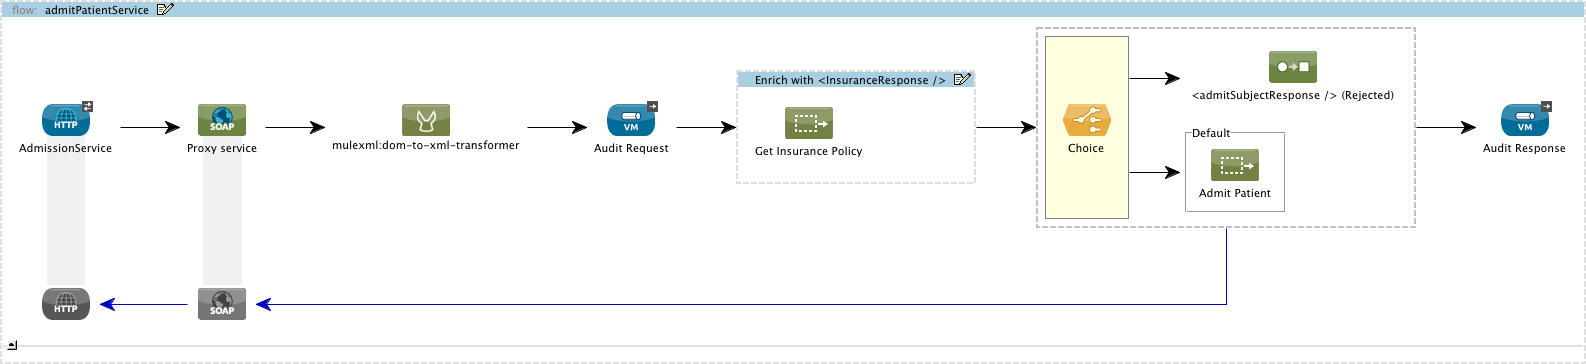 flow: admitPatientService
Enrich with <InsuranceResponse />
<admitSubjectResponse /> (Rejected)
HTTP
SOAP
VM
VM
AdmissionService
Proxy service
mulexml:dom-to-xml-transformer
Audit Request
Get Insurance Policy
Choice
Default
Admit Patient
Audit Response
HTTP
SOAP